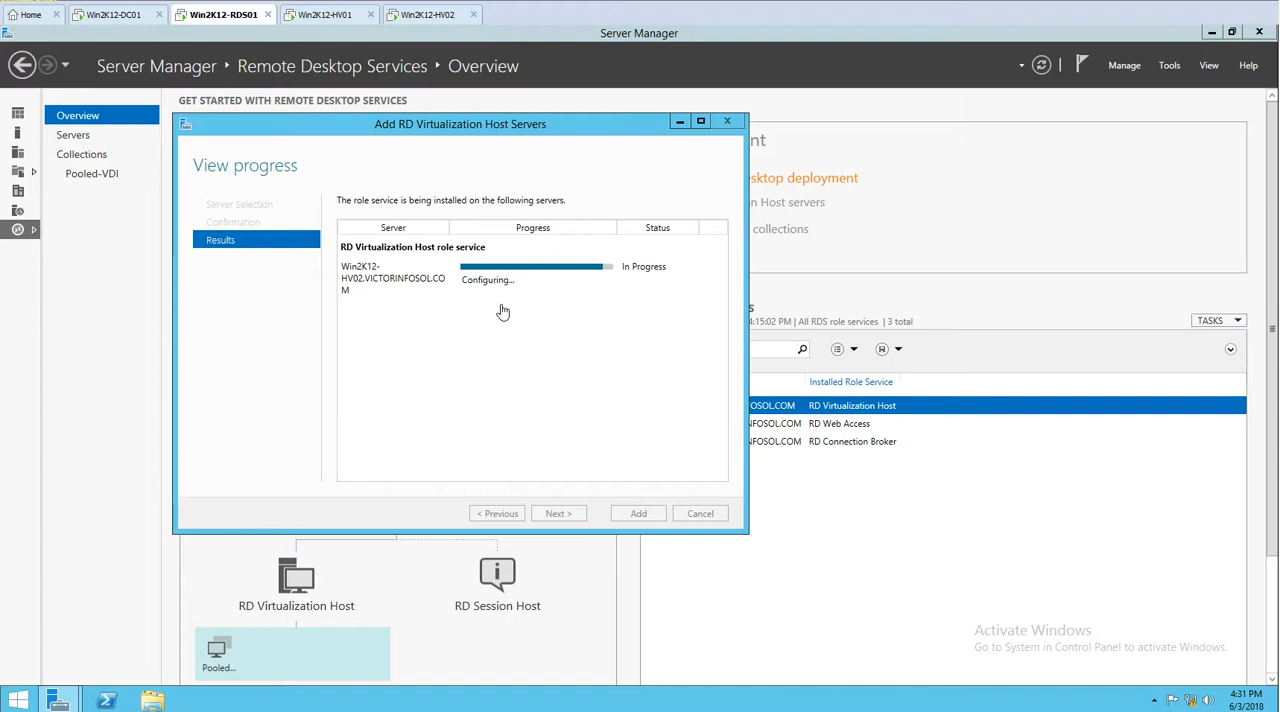 Home
Win2K12-DC01
Win2K12-RDS01
Win2K12-HV01
Win2K12-HV02
Server Manager
Server Manager
Remote Desktop Services
Overview
Manage
Tools
View
Help
Overview
Servers
Collections
Pooled-VDI
GET STARTED WITH REMOTE DESKTOP SERVICES
Add RD Virtualization Host Servers
View progress
Server Selection
Confirmation
Results
The role service is being installed on the following servers.
Server
Progress
Status
RD Virtualization Host role service
Win2K12-
HV02.VICTORINFOSOL.CO
M
Configuring...
In Progress
< Previous
Next >
Add
Cancel
nt
sktop deployment
n Host servers
collections
s
4:15:02 PM | All RDS role services | 3 total
TASKS
Installed Role Service
FOSOL.COM RD Virtualization Host
NFOSOL.COM RD Web Access
NFOSOL.COM RD Connection Broker
RD Virtualization Host
RD Session Host
Pooled...
Activate Windows
Go to System in Control Panel to activate Windows.
4:31 PM
6/3/2018